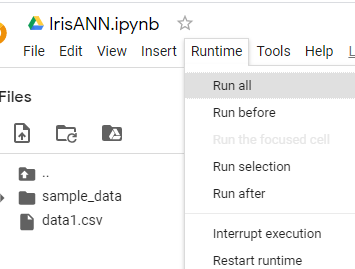 IrisANN.ipynb
File Edit View Insert Runtime Tools Help
Files
Run all
Run before
Run the focused cell
Run selection
Run after
Interrupt execution
Restart runtime
..
sample_data
data1.csv